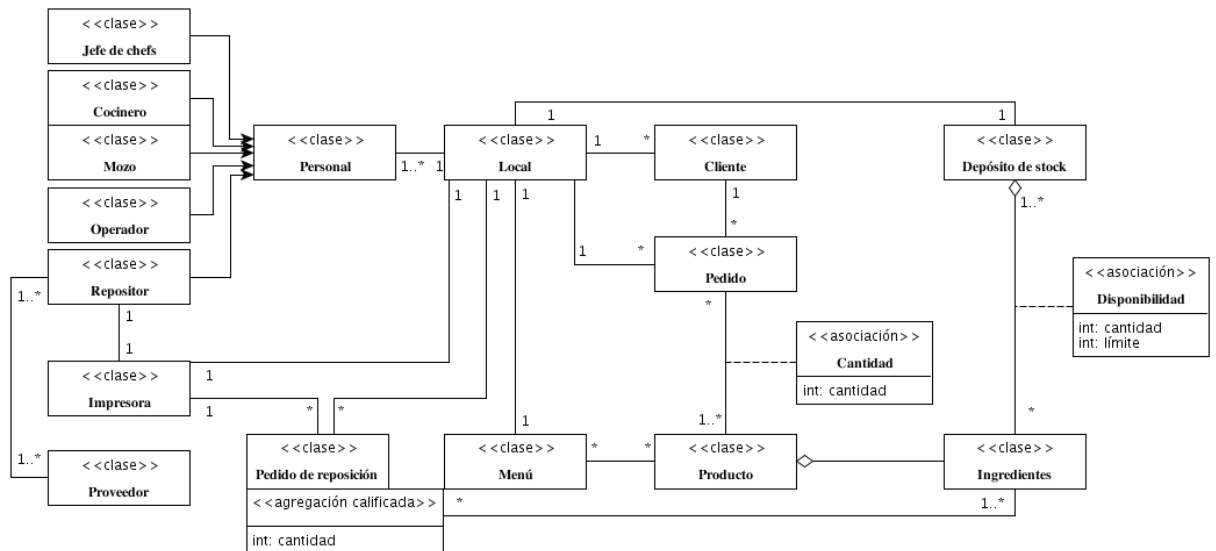 < <clase> >
Jefe de chefs
< <clase> >
Cocinero
< <clase> >
Mozo
< <clase> >
Operador
< <clase> >
Repositor
1..*
1
1
< <clase> >
Impresora
1
1
1..*
< <clase> >
Proveedor
< <clase> >
Personal
1..*
1
< <clase> >
Local
1
1
1
1
1
1
*
1
*
< <clase> >
Cliente
1
*
< <clase> >
Pedido
*
< <asociación> >
Cantidad
int: cantidad
1..*
1
< <clase> >
Depósito de stock
1..*
< <asociación> >
Disponibilidad
int: cantidad
int: límite
*
*
*
< <clase> >
Pedido de reposición
< <agregación calificada> >
int: cantidad
*
1..*
1
< <clase> >
Menú
*
*
< <clase> >
Producto
< <clase> >
Ingredientes